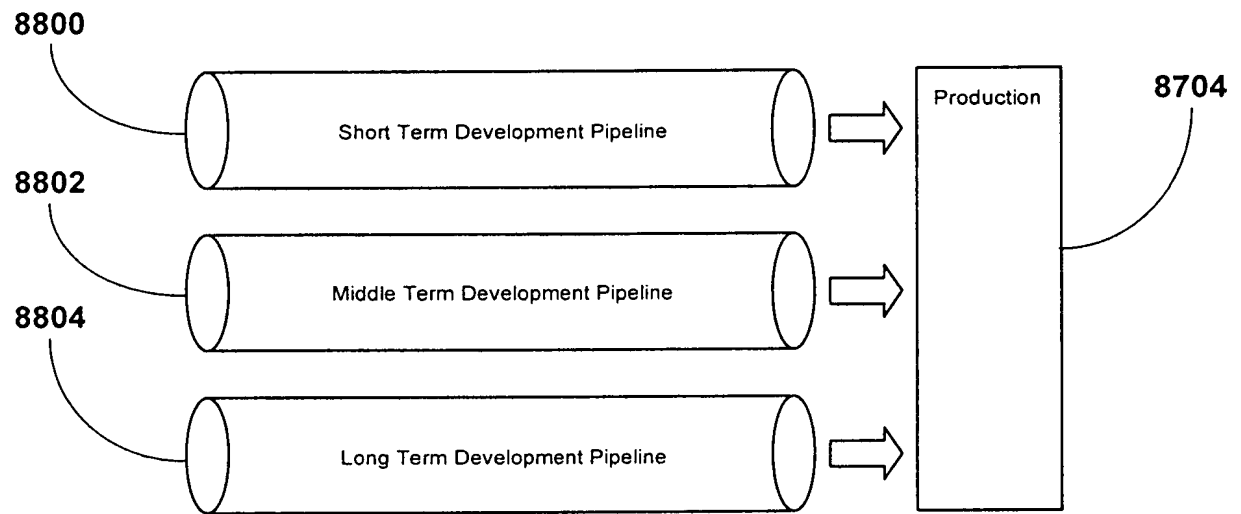 8800
Short Term Development Pipeline
Production
8704
8802
Middle Term Development Pipeline
8804
Long Term Development Pipeline